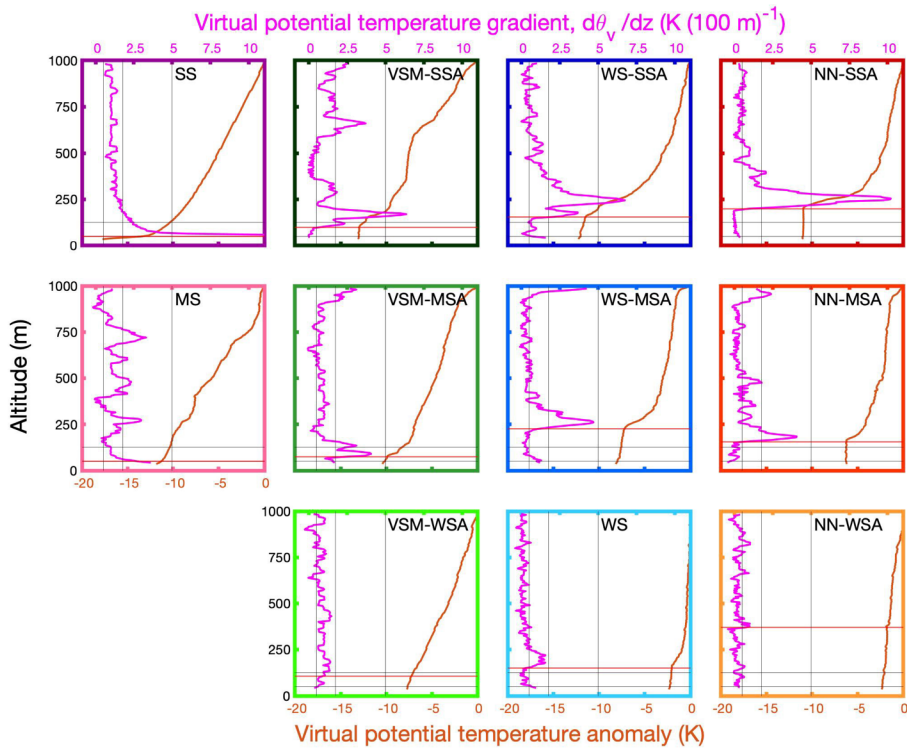 Virtual potential temperature gradient, dθv /dz (K (100 m)-1)
0 2.5 5 7.5 10 0 2.5 5 7.5 10 0 2.5 5 7.5 10 0 2.5 5 7.5 10
SS VSM-SSA WS-SSA NN-SSA
1000
750
500
250
0
MS VSM-MSA WS-MSA NN-MSA
1000
750
500
250
0
Altitude (m)
-20 -15 -10 -5 0
VSM-WSA WS NN-WSA
1000
750
500
250
0
-20 -15 -10 -5 0 -20 -15 -10 -5 0 -20 -15 -10 -5 0
Virtual potential temperature anomaly (K)